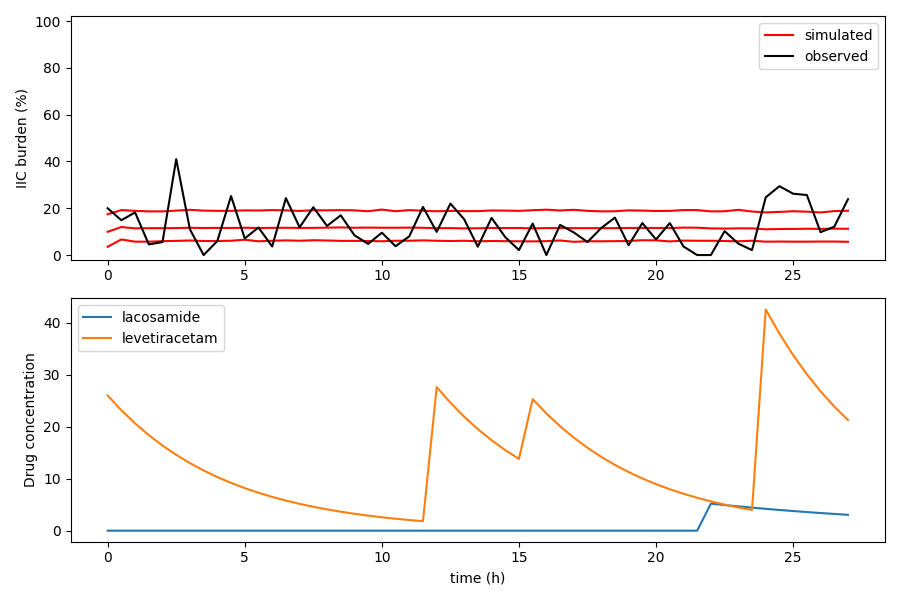 100
80
60
40
20
0
IIC burden (%)
simulated
observed
0 5 10 15 20 25
40
30
20
10
0
Drug concentration
lacosamide
levetiracetam
0 5 10 15 20 25
time (h)